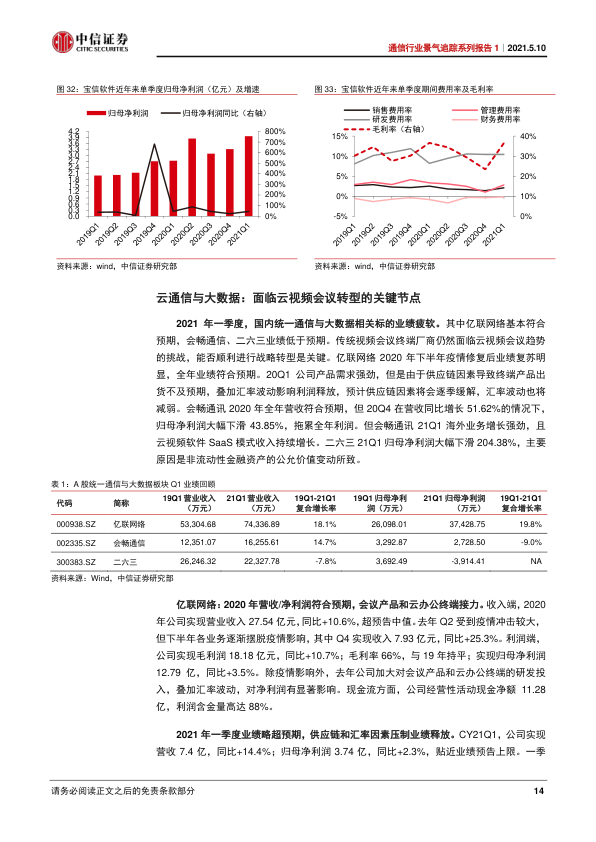 中信证券
CITIC SECURITIES
通信行业景气追踪系列报告 1｜2021.5.10
图 32：宝信软件近年来单季度归母净利润（亿元）及增速
归母净利润
归母净利润同比（右轴）
4.2
3.9
3.6
3.3
3.0
2.7
2.4
2.1
1.8
1.5
1.2
0.9
0.6
0.3
0.0
800%
700%
600%
500%
400%
300%
200%
100%
0%
2019Q1
2019Q2
2019Q3
2019Q4
2020Q1
2020Q2
2020Q3
2020Q4
2021Q1
资料来源：wind，中信证券研究部
图 33：宝信软件近年来单季度期间费用率及毛利率
销售费用率
管理费用率
研发费用率
财务费用率
毛利率（右轴）
15%
10%
5%
0%
-5%
40%
30%
20%
10%
0%
2019Q1
2019Q2
2019Q3
2019Q4
2020Q1
2020Q2
2020Q3
2020Q4
2021Q1
资料来源：wind，中信证券研究部
云通信与大数据：面临云视频会议转型的关键节点
2021 年一季度，国内统一通信与大数据相关标的业绩疲软。其中亿联网络基本符合
预期，会畅通信、二六三业绩低于预期。传统视频会议终端厂商仍然面临云视频会议趋势
的挑战，能否顺利进行战略转型是关键。亿联网络 2020 年下半年疫情修复后业绩复苏明
显，全年业绩符合预期。20Q1 公司产品需求强劲，但是由于供应链因素导致终端产品出
货不及预期，叠加汇率波动影响利润释放，预计供应链因素将会逐季缓解，汇率波动也将
减弱。会畅通讯 2020 年全年营收符合预期，但 20Q4 在营收同比增长 51.62%的情况下，
归母净利润大幅下滑 43.85%，拖累全年利润。但会畅通讯 21Q1 海外业务增长强劲，且
云视频软件 SaaS 模式收入持续增长。二六三 21Q1 归母净利润大幅下滑 204.38%，主要
原因是非流动性金融资产的公允价值变动所致。
表 1：A 股统一通信与大数据板块 Q1 业绩回顾
代码 简称 19Q1 营业收入（万元） 21Q1 营业收入（万元） 19Q1-21Q1 复合增长率 19Q1 归母净利润（万元） 21Q1 归母净利润（万元） 19Q1-21Q1 复合增长率
000938.SZ 亿联网络 53,304.68 74,336.89 18.1% 26,098.01 37,428.75 19.8%
002335.SZ 会畅通信 12,351.07 16,255.61 14.7% 3,292.87 2,728.50 -9.0%
300383.SZ 二六三 26,246.32 22,327.78 -7.8% 3,692.49 -3,914.41 NA
资料来源：Wind，中信证券研究部
亿联网络：2020 年营收/净利润符合预期，会议产品和云办公终端接力。收入端，2020
年公司实现营业收入 27.54 亿元，同比+10.6%，超预告中值。去年 Q2 受到疫情冲击较大，
但下半年各业务逐渐摆脱疫情影响，其中 Q4 实现收入 7.93 亿元，同比+25.3%。利润端，
公司实现毛利润 18.18 亿元，同比+10.7%；毛利率 66%，与 19 年持平；实现归母净利润
12.79 亿，同比+3.5%。除疫情影响外，去年公司加大对会议产品和云办公终端的研发投
入，叠加汇率波动，对净利润有显著影响。现金流方面，公司经营性活动现金净额 11.28
亿，利润含金量高达 88%。
2021 年一季度业绩略超预期，供应链和汇率因素压制业绩释放。CY21Q1，公司实现
营收 7.4 亿，同比+14.4%；归母净利润 3.74 亿，同比+2.3%，贴近业绩预告上限。一季
请务必阅读正文之后的免责条款部分
14